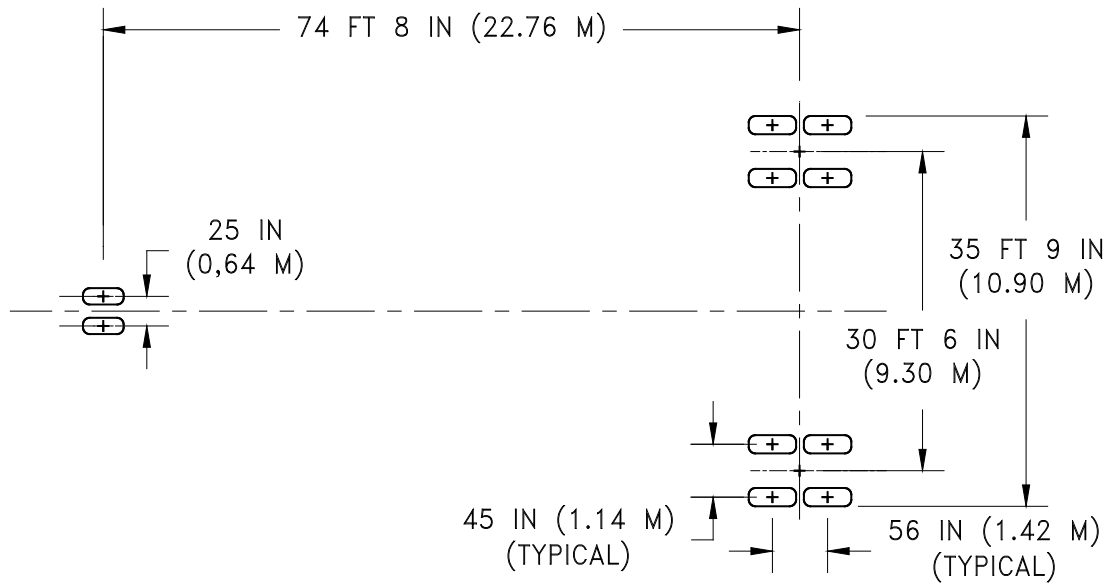 74 FT 8 IN (22.76 M)
25 IN
(0,64 M)
35 FT 9 IN
(10.90 M)
30 FT 6 IN
(9.30 M)
45 IN (1.14 M)
(TYPICAL)
56 IN (1.42 M)
(TYPICAL)